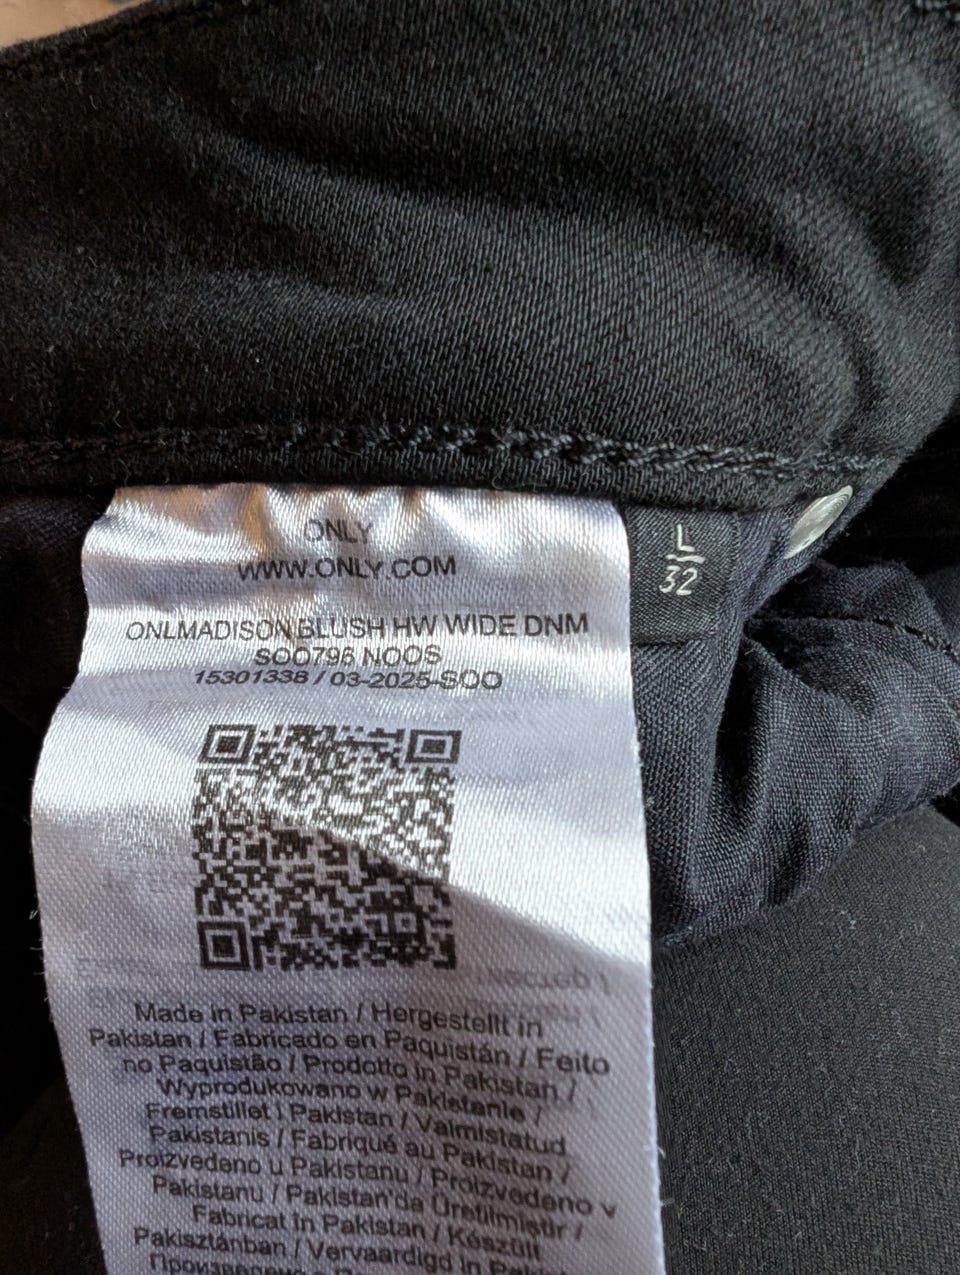 ONLY
WWW.ONLY.COM
ONLMADISON BLUSH HW WIDE DNM
SOO796 NOOS
15301338 / 03-2025-SOO
L
32
Made in Pakistan / Hergestellt in
Pakistan / Fabricado en Paquistán / Feito
no Paquistão / Prodotto in Pakistan /
Wyprodukowano w Pakistanie /
Fremstillet i Pakistan / Valmistatud
Pakistanis / Fabriqué au Pakistan /
Proizvedeno u Pakistanu / Proizvedeno v
Pakistanu / Pakistan'da Üretilmiştir /
Fabricat în Pakistan / Készült
Pakisztánban / Vervaardigd in Pakistan
Произведено в